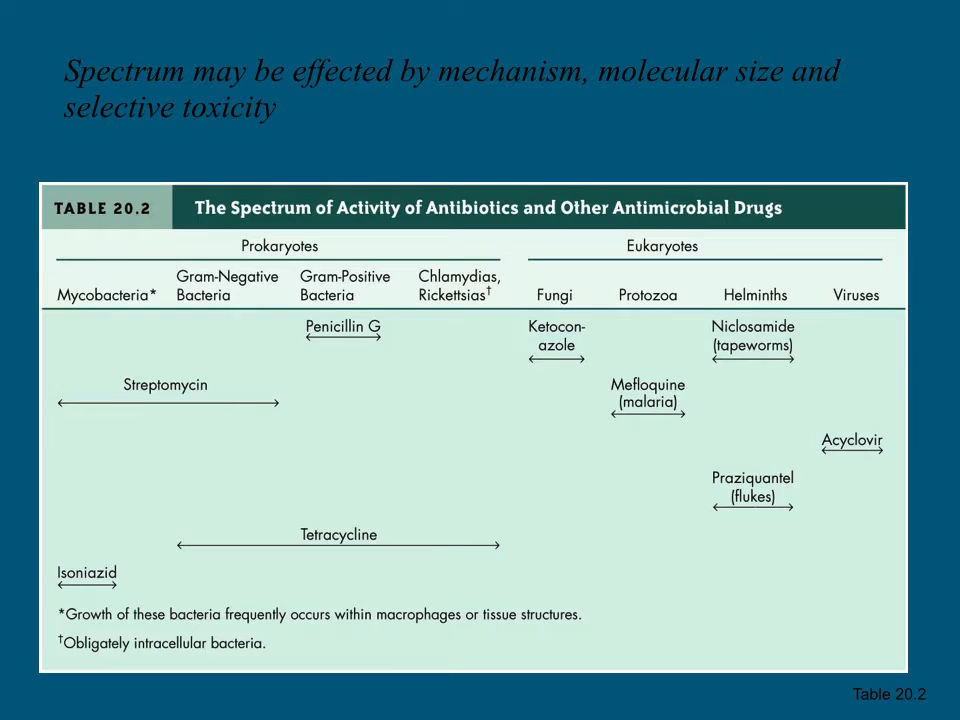 Spectrum may be effected by mechanism, molecular size and
selective toxicity
TABLE 20.2 The Spectrum of Activity of Antibiotics and Other Antimicrobial Drugs
Prokaryotes Eukaryotes
Mycobacteria* Gram-Negative Bacteria Gram-Positive Bacteria Chlamydias, Rickettsias† Fungi Protozoa Helminths Viruses
Penicillin G Ketocon-
azole Niclosamide
(tapeworms)
Streptomycin Mefloquine
(malaria)
Acyclovir
Praziquantel
(flukes)
Tetracycline
Isoniazid
*Growth of these bacteria frequently occurs within macrophages or tissue structures.
†Obligately intracellular bacteria.
Table 20.2